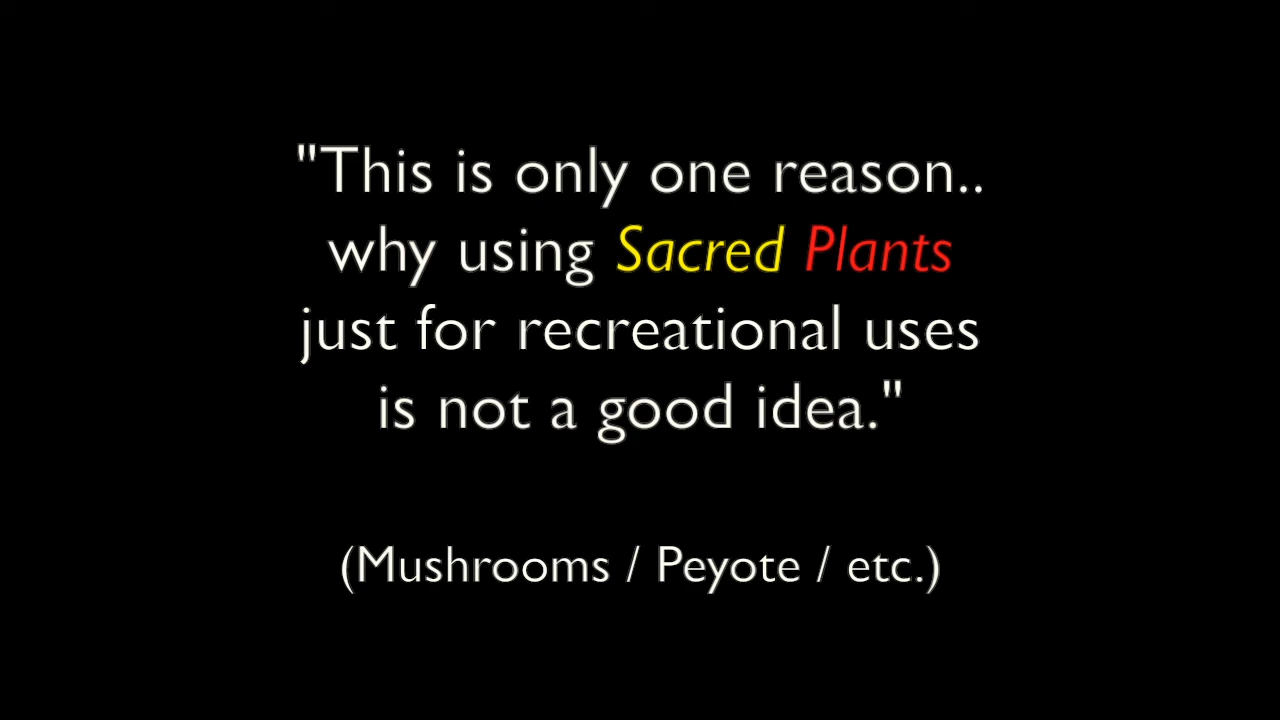 "This is only one reason..
why using Sacred Plants
just for recreational uses
is not a good idea."
(Mushrooms / Peyote / etc.)